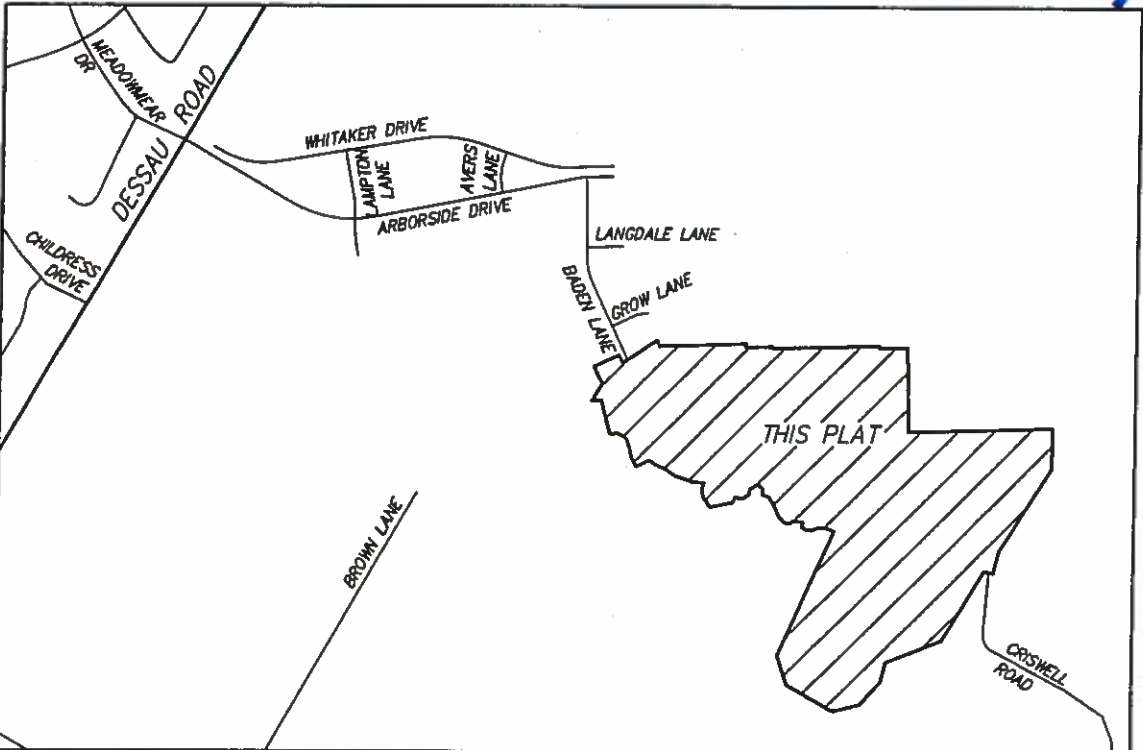 MEADOWMEAR
DR
DESSAU ROAD
WHITAKER DRIVE
LAMPTON
LANE
AVERS
LANE
ARBORSIDE DRIVE
CHILDRESS
DRIVE
LANGDALE LANE
BADEN LANE
GROW LANE
THIS PLAT
BROWN LANE
CRISWELL
ROAD